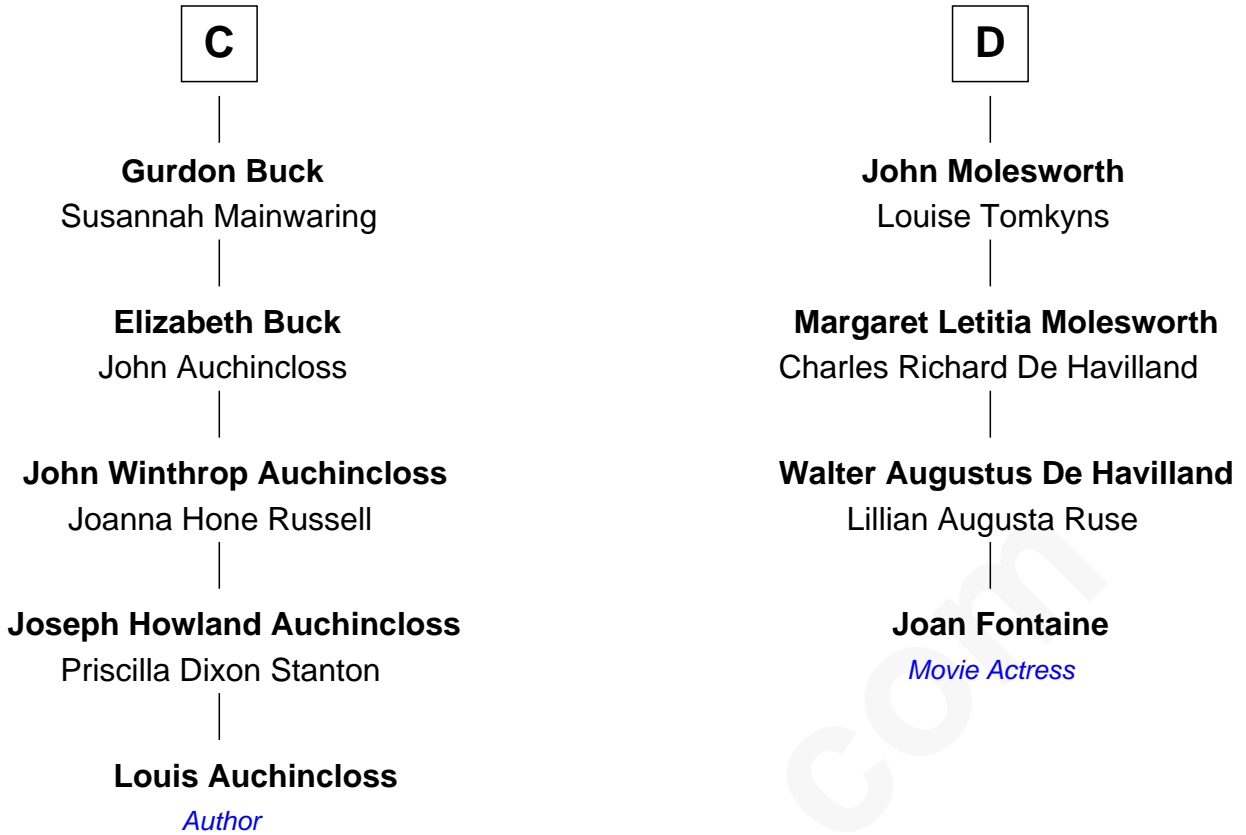 C
Gurdon Buck
Susannah Mainwaring
Elizabeth Buck
John Auchincloss
John Winthrop Auchincloss
Joanna Hone Russell
Joseph Howland Auchincloss
Priscilla Dixon Stanton
Louis Auchincloss
Author
D
John Molesworth
Louise Tomkyns
Margaret Letitia Molesworth
Charles Richard De Havilland
Walter Augustus De Havilland
Lillian Augusta Ruse
Joan Fontaine
Movie Actress
com